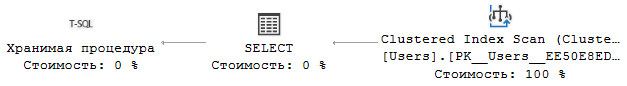 T-SQL
Хранимая процедура
Стоимость: 0 %
SELECT
Стоимость: 0 %
Clustered Index Scan (Cluste…
[Users].[PK__Users__EE50E8ED…
Стоимость: 100 %